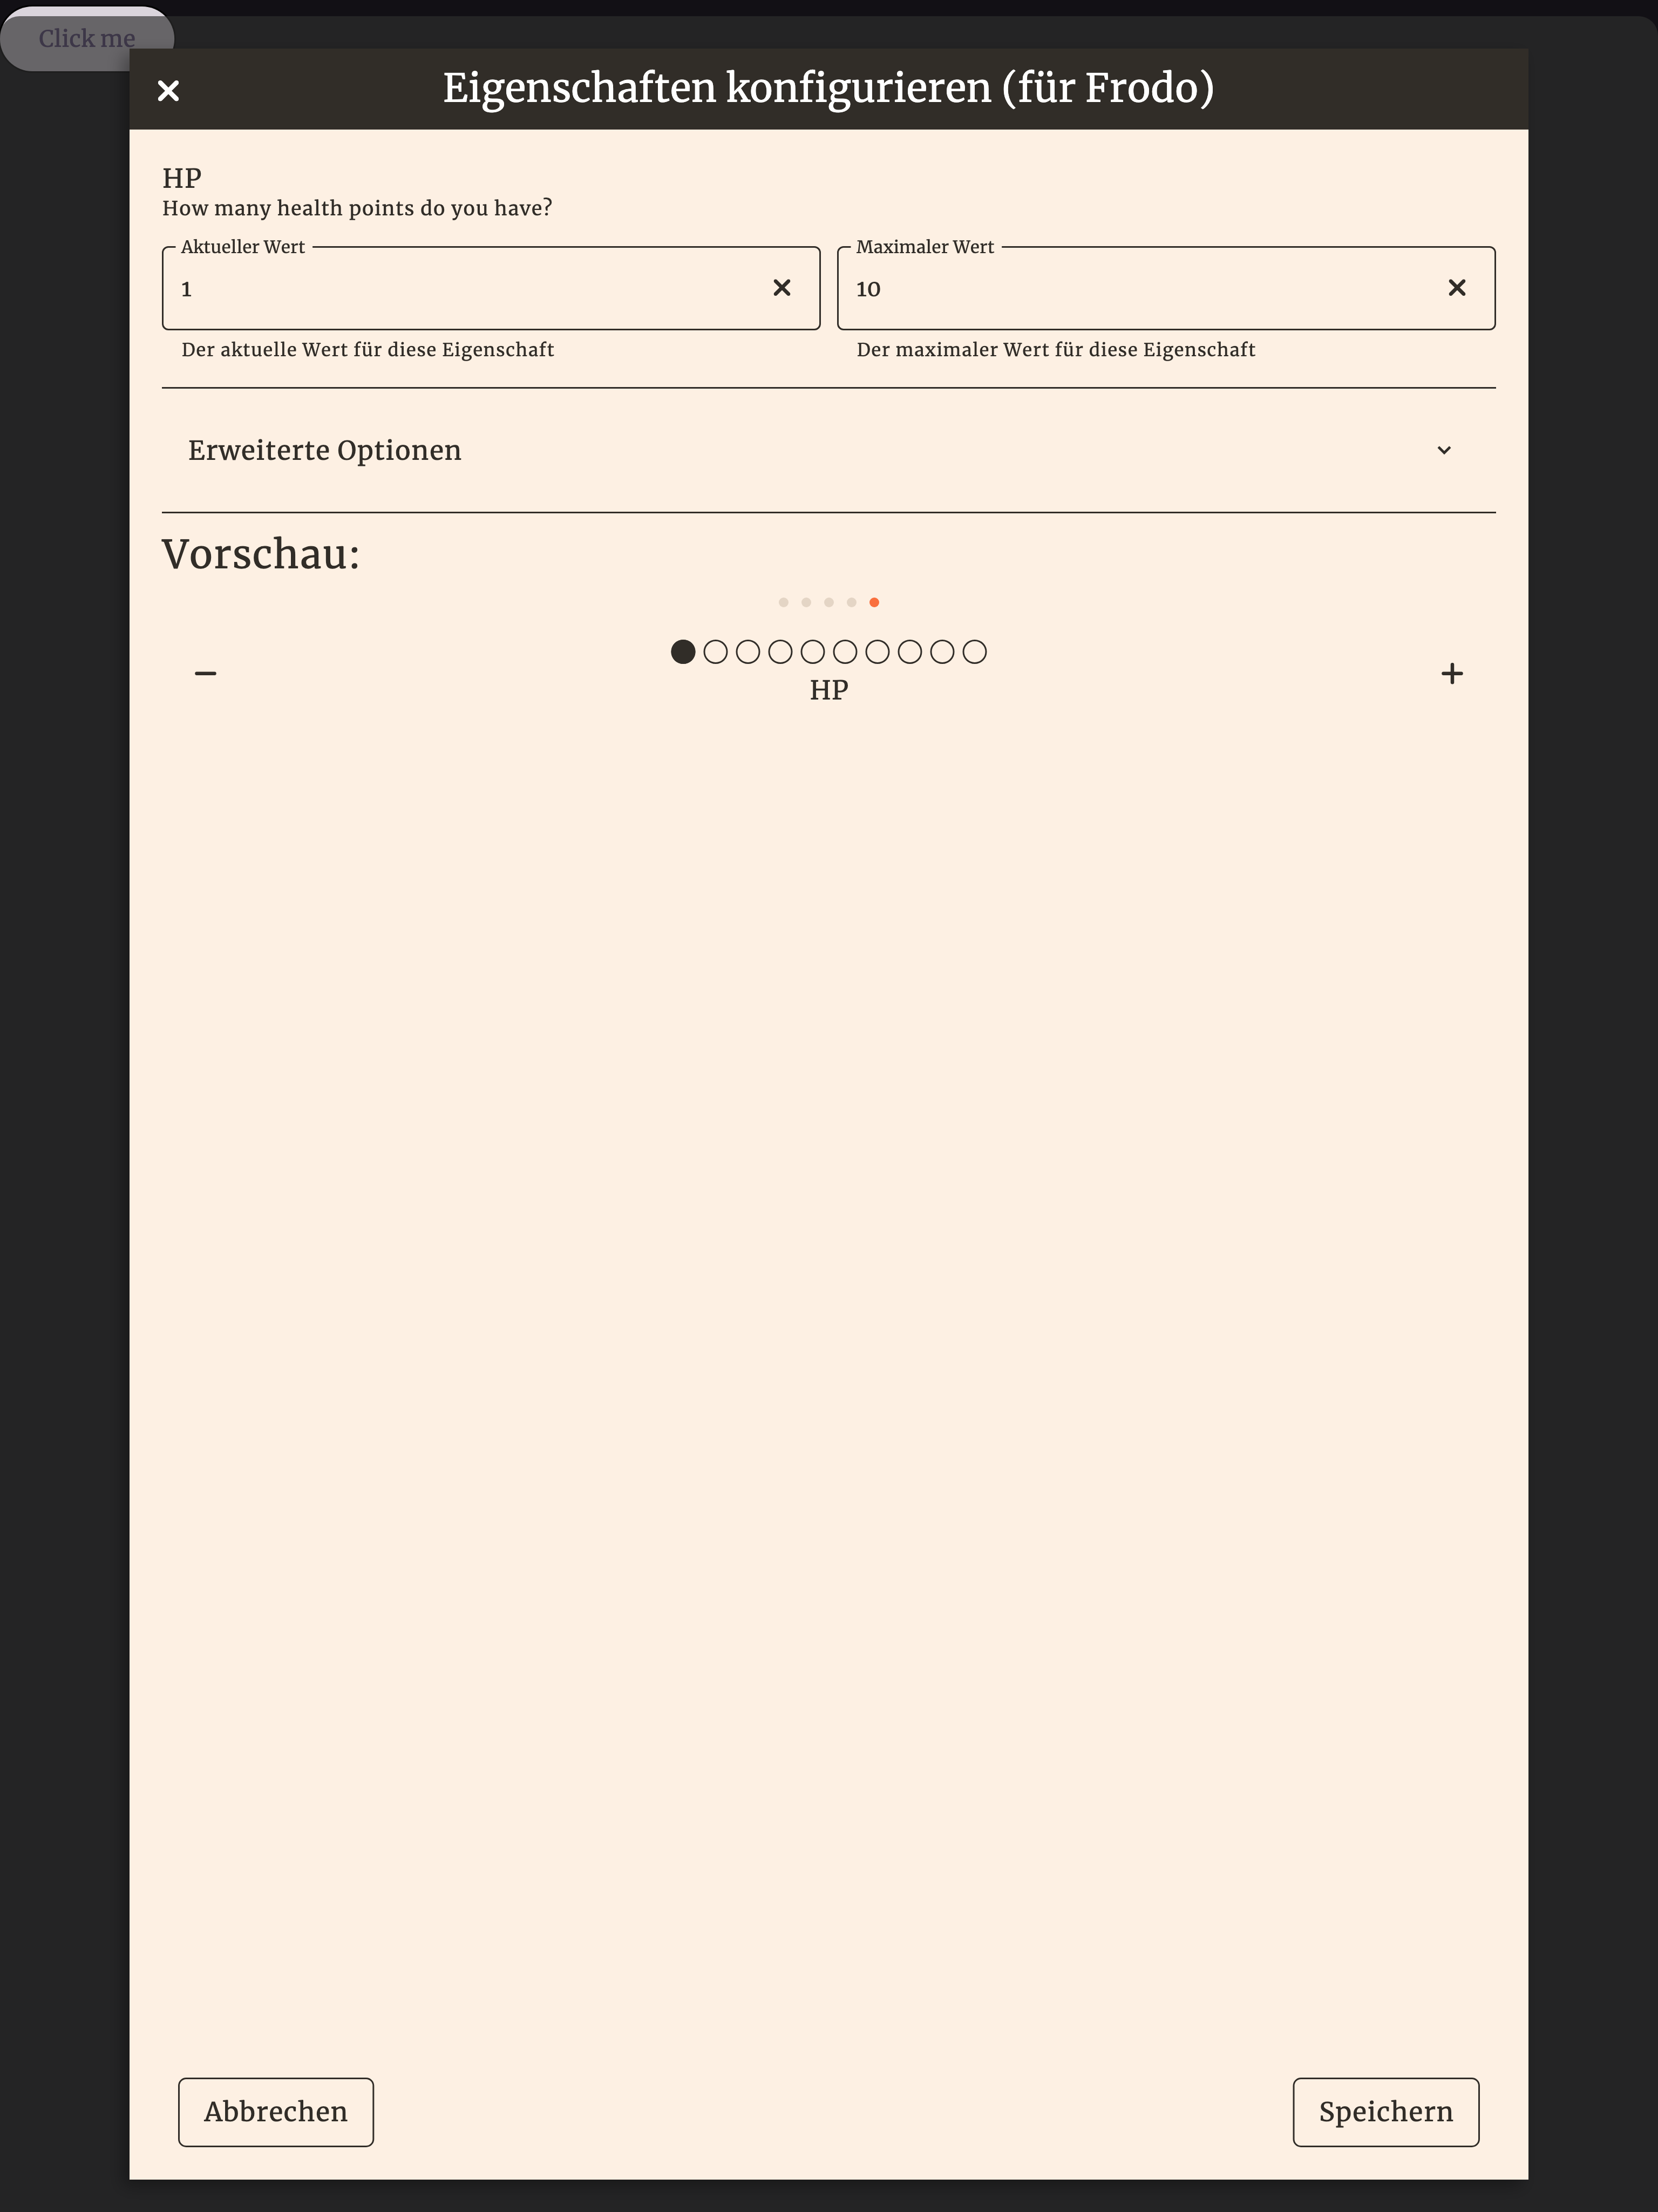 Click me
Eigenschaften konfigurieren (für Frodo)
HP
How many health points do you have?
Aktueller Wert
1
Der aktuelle Wert für diese Eigenschaft
Maximaler Wert
10
Der maximaler Wert für diese Eigenschaft
Erweiterte Optionen
Vorschau:
HP
Abbrechen
Speichern